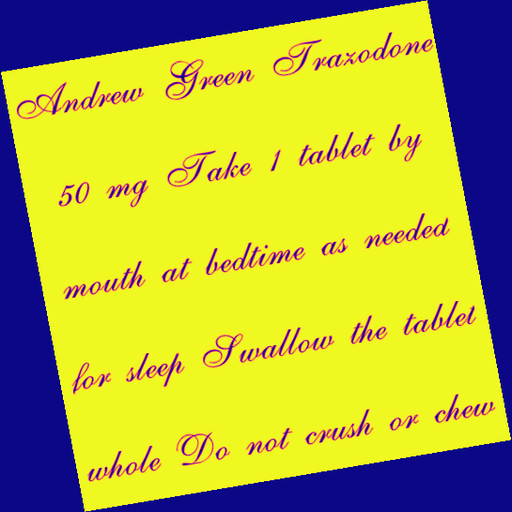 Andrew Green Trazodone
50 mg Take 1 tablet by
mouth at bedtime as needed
for sleep Swallow the tablet
whole Do not crush or chew